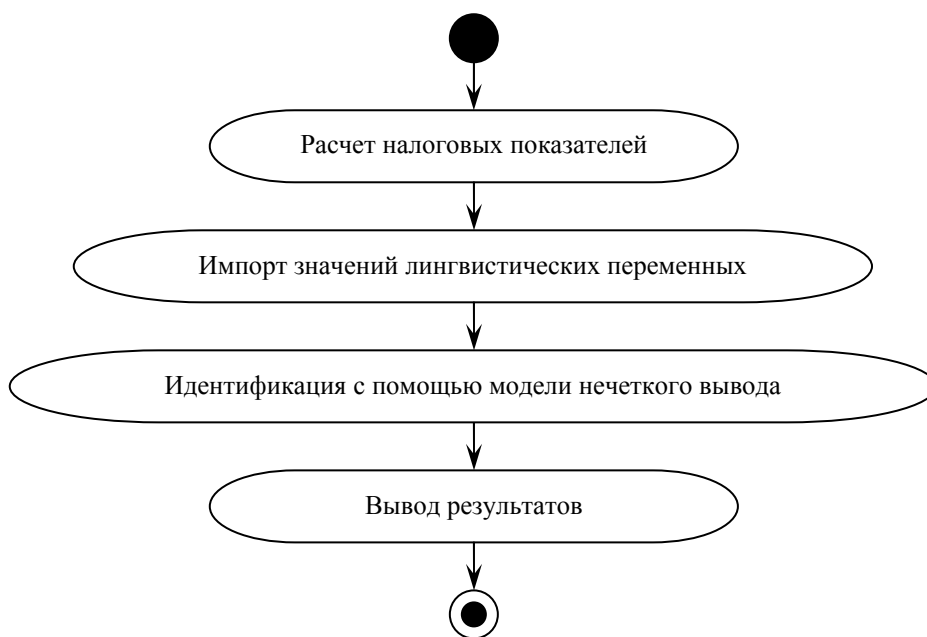 Расчет налоговых показателей
Импорт значений лингвистических переменных
Идентификация с помощью модели нечеткого вывода
Вывод результатов